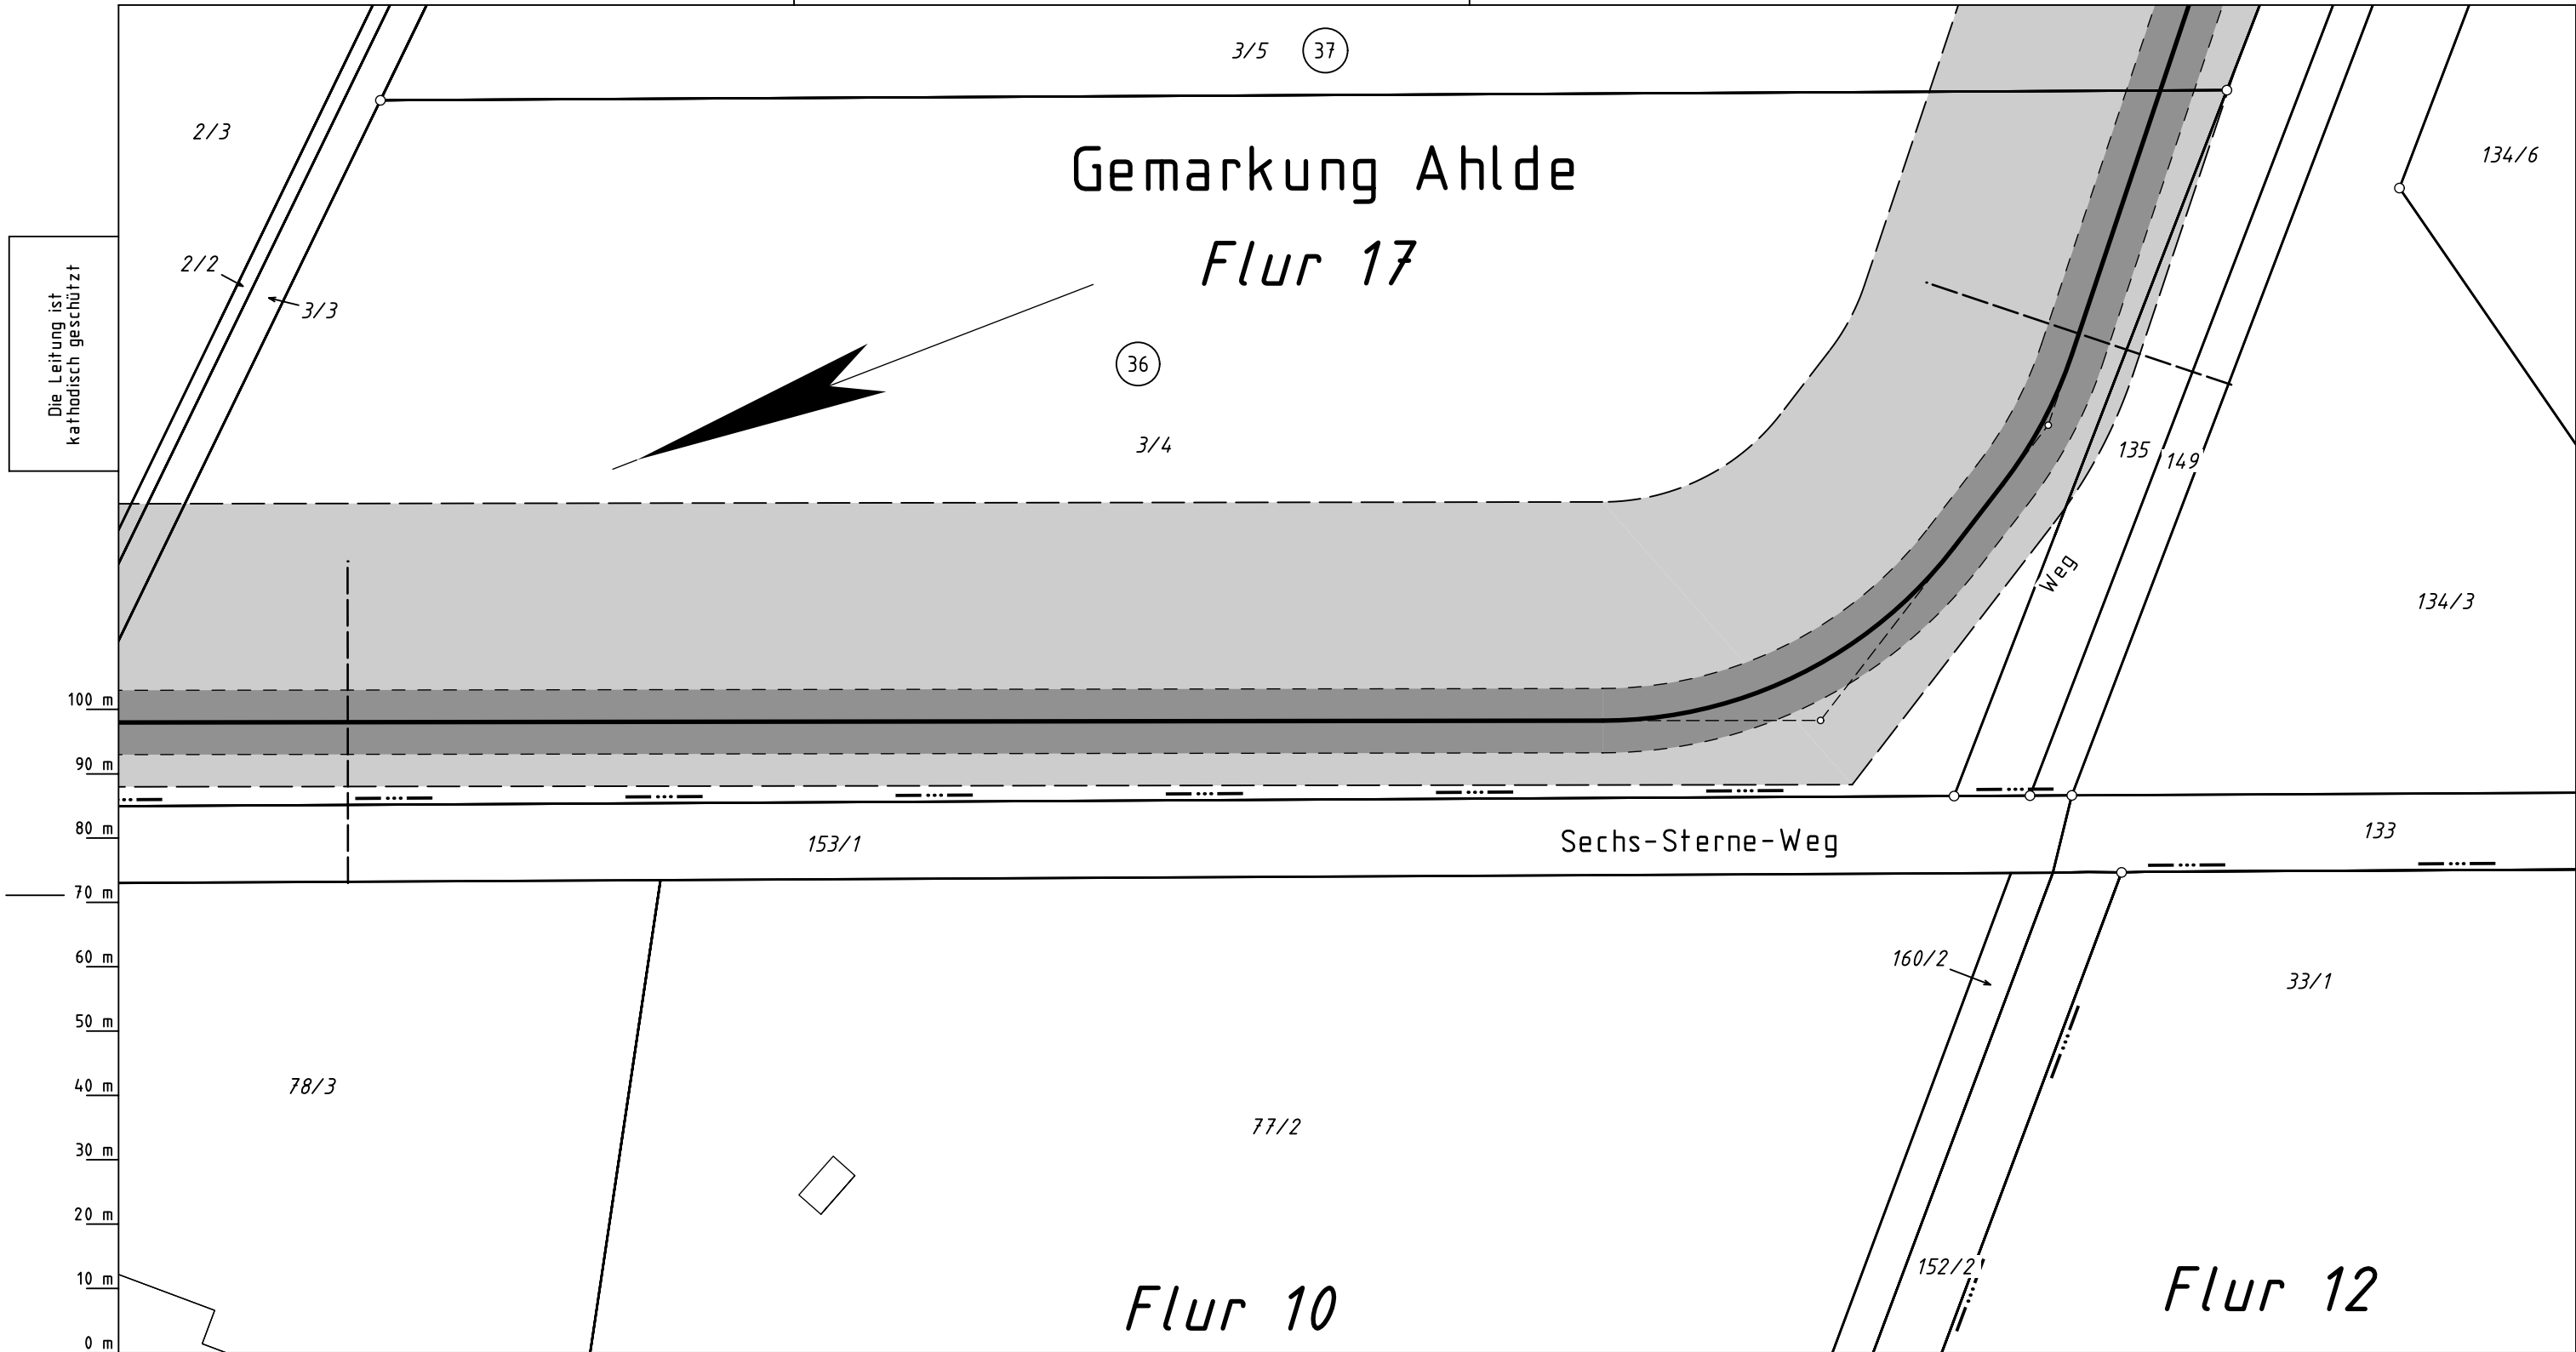 3/5 37
2/3
Gemarkung Ahlde
134/6
Flur 17
2/2
3/3
Die Leitung ist
kathodisch geschützt
36
3/4
135
149
Weg
134/3
100 m
90 m
80 m
70 m
60 m
50 m
40 m
30 m
20 m
10 m
0 m
153/1
Sechs-Sterne-Weg
133
160/2
33/1
78/3
77/2
152/2
Flur 10
Flur 12